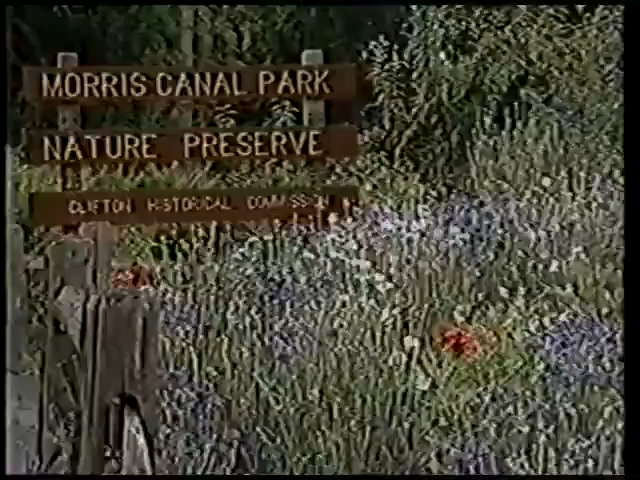 MORRIS CANAL PARK
NATURE PRESERVE
CLIFTON HISTORICAL COMMISSION